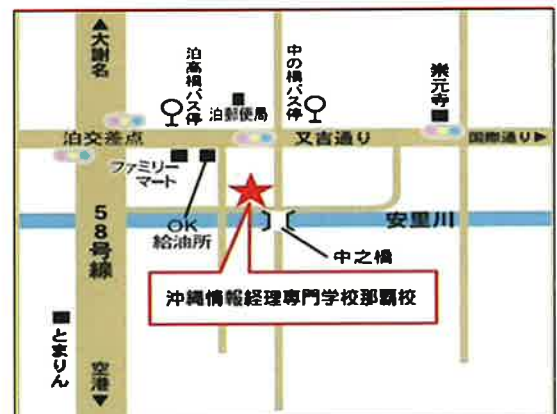 ▲大謝名
泊高橋バス停
中の橋バス停
崇元寺
泊郵便局
泊交差点
又吉通り
国際通り▶
ファミリー
マート
OK
給油所
58号線
安里川
中之橋
沖縄情報経理専門学校那覇校
とまりん
空港▼